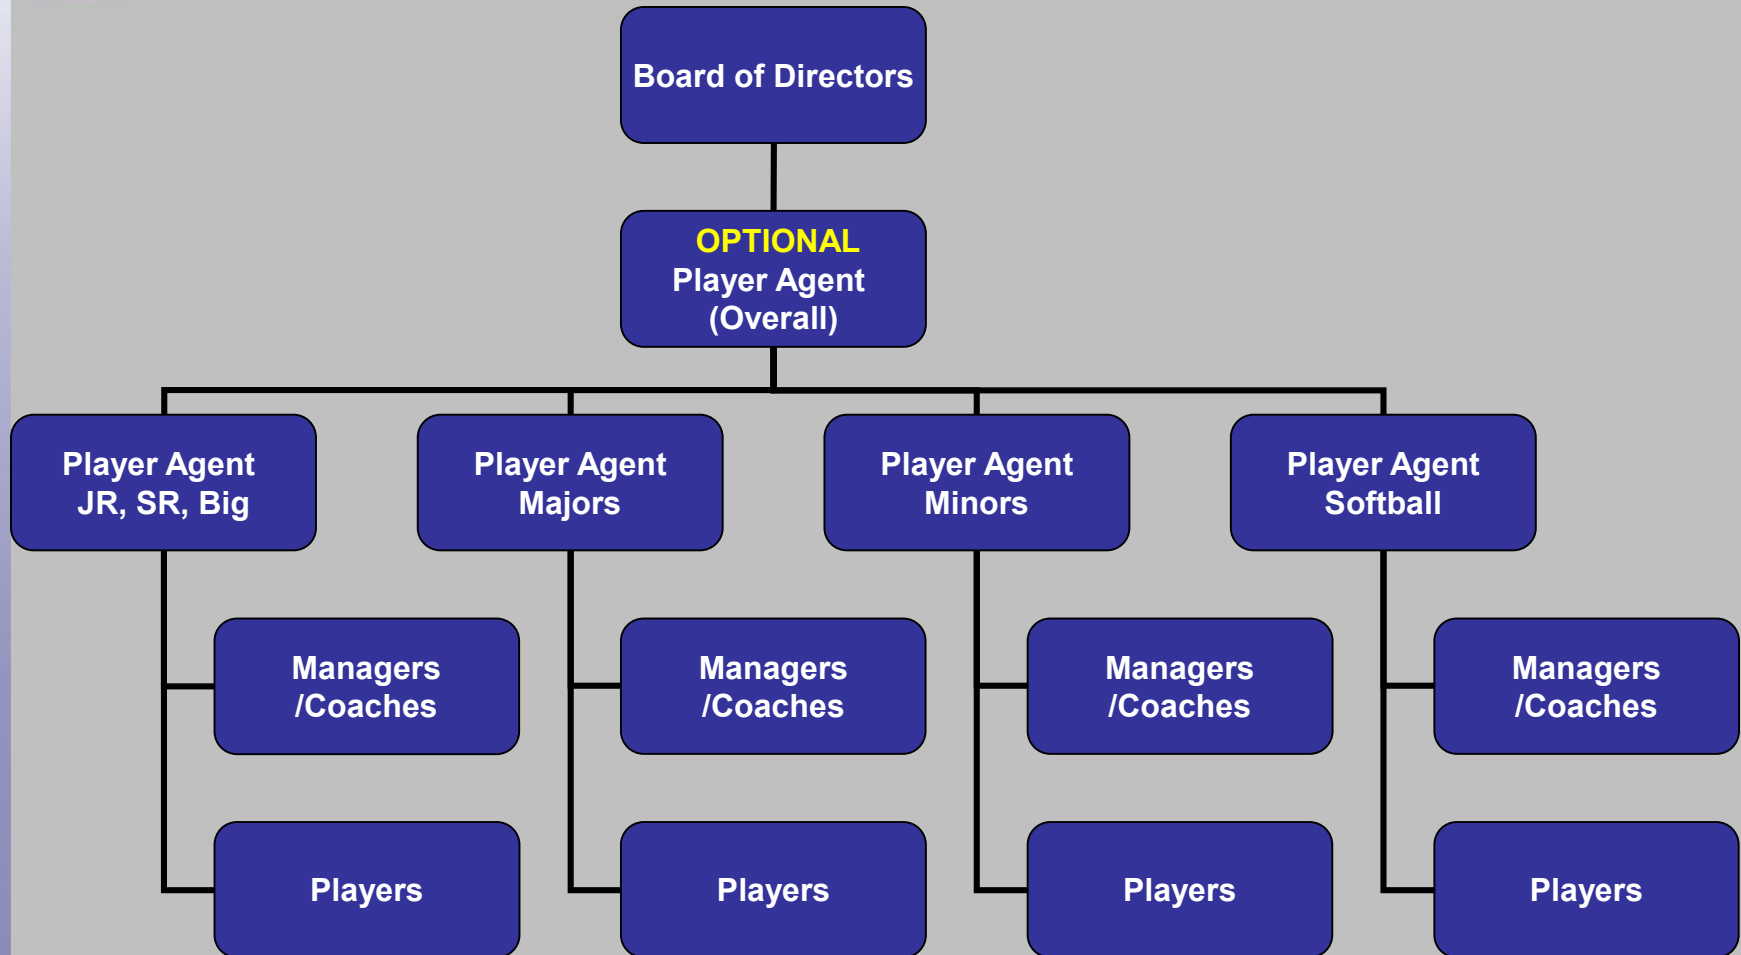 Board of Directors
OPTIONAL
Player Agent
(Overall)
Player Agent
JR, SR, Big
Player Agent
Majors
Player Agent
Minors
Player Agent
Softball
Managers
/Coaches
Managers
/Coaches
Managers
/Coaches
Managers
/Coaches
Players
Players
Players
Players